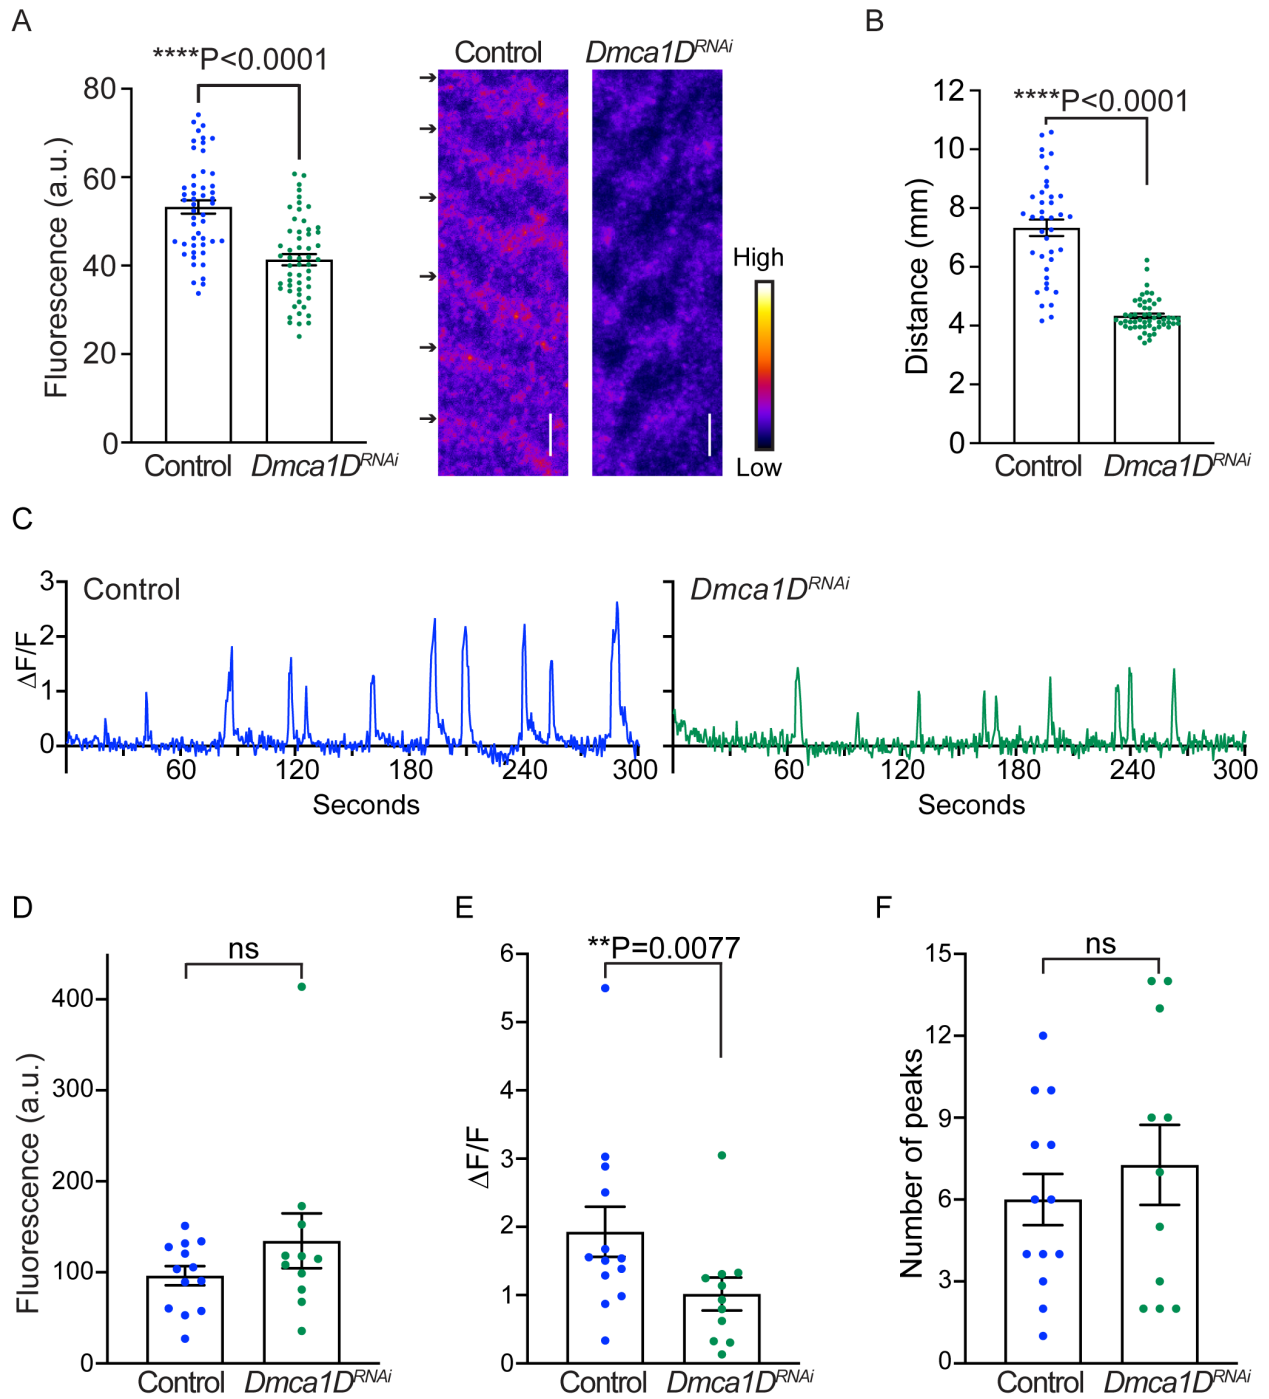 A
B
****P<0.0001
Control
Dmca1D^RNAi
****P<0.0001
Fluorescence (a.u.)
80
60
40
20
0
Control
Dmca1D^RNAi
High
Low
Distance (mm)
12
10
8
6
4
2
0
Control
Dmca1D^RNAi
C
Control
ΔF/F
3
2
1
0
60
120
180
240
300
Seconds
Dmca1D^RNAi
60
120
180
240
300
Seconds
D
ns
Fluorescence (a.u.)
400
300
200
100
0
Control
Dmca1D^RNAi
E
**P=0.0077
ΔF/F
6
5
4
3
2
1
0
Control
Dmca1D^RNAi
F
ns
Number of peaks
15
12
9
6
3
0
Control
Dmca1D^RNAi